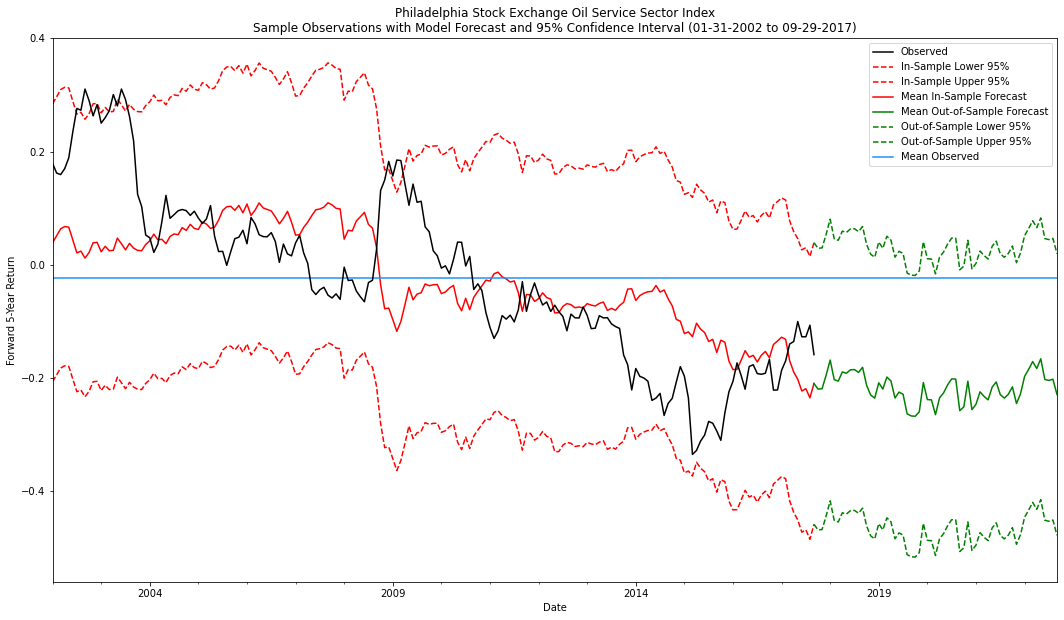 Philadelphia Stock Exchange Oil Service Sector Index
Sample Observations with Model Forecast and 95% Confidence Interval (01-31-2002 to 09-29-2017)
Observed
In-Sample Lower 95%
In-Sample Upper 95%
Mean In-Sample Forecast
Mean Out-of-Sample Forecast
Out-of-Sample Lower 95%
Out-of-Sample Upper 95%
Mean Observed
Forward 5-Year Return
0.4
0.2
0.0
−0.2
−0.4
2004
2009
2014
2019
Date